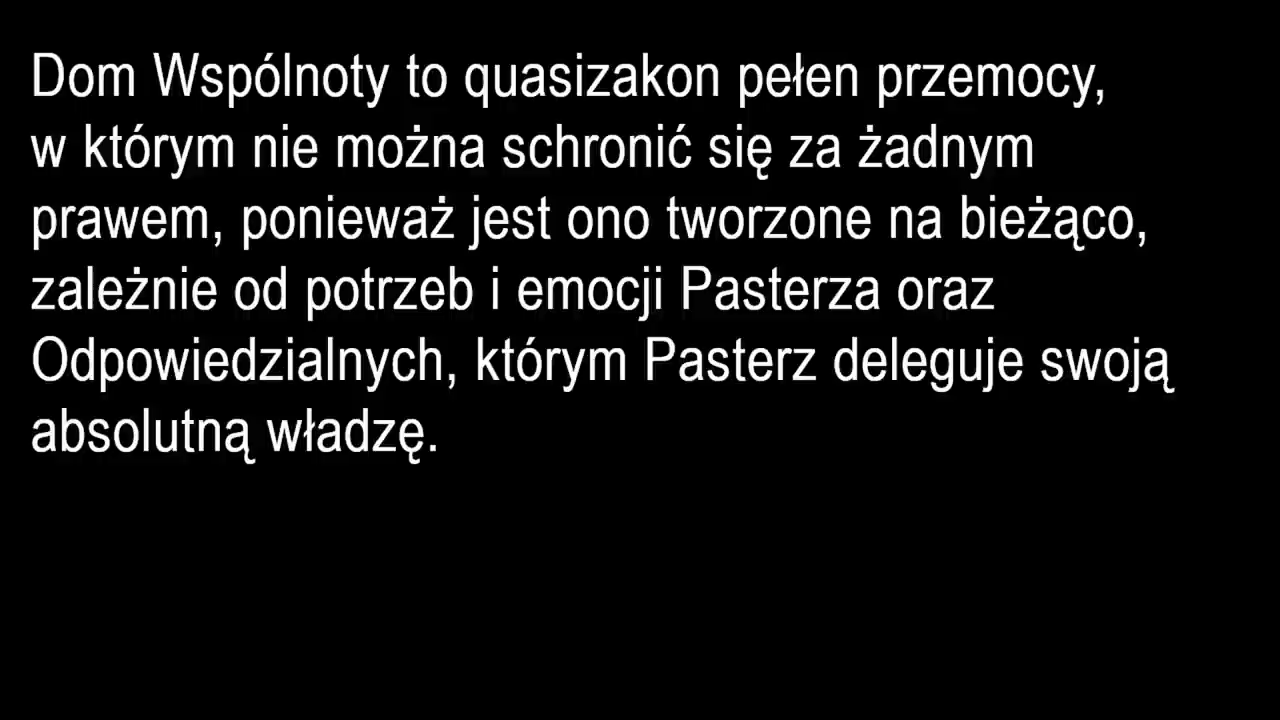 Dom Wspólnoty to quasizakon pełen przemocy,
w którym nie można schronić się za żadnym
prawem, ponieważ jest ono tworzone na bieżąco,
zależnie od potrzeb i emocji Pasterza oraz
Odpowiedzialnych, którym Pasterz deleguje swoją
absolutną władzę.